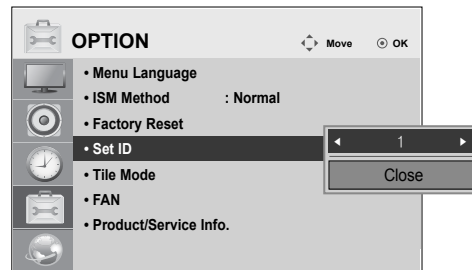 OPTION Move OK
• Menu Language
• ISM Method : Normal
• Factory Reset
• Set ID
1
• Tile Mode
Close
• FAN
• Product/Service Info.